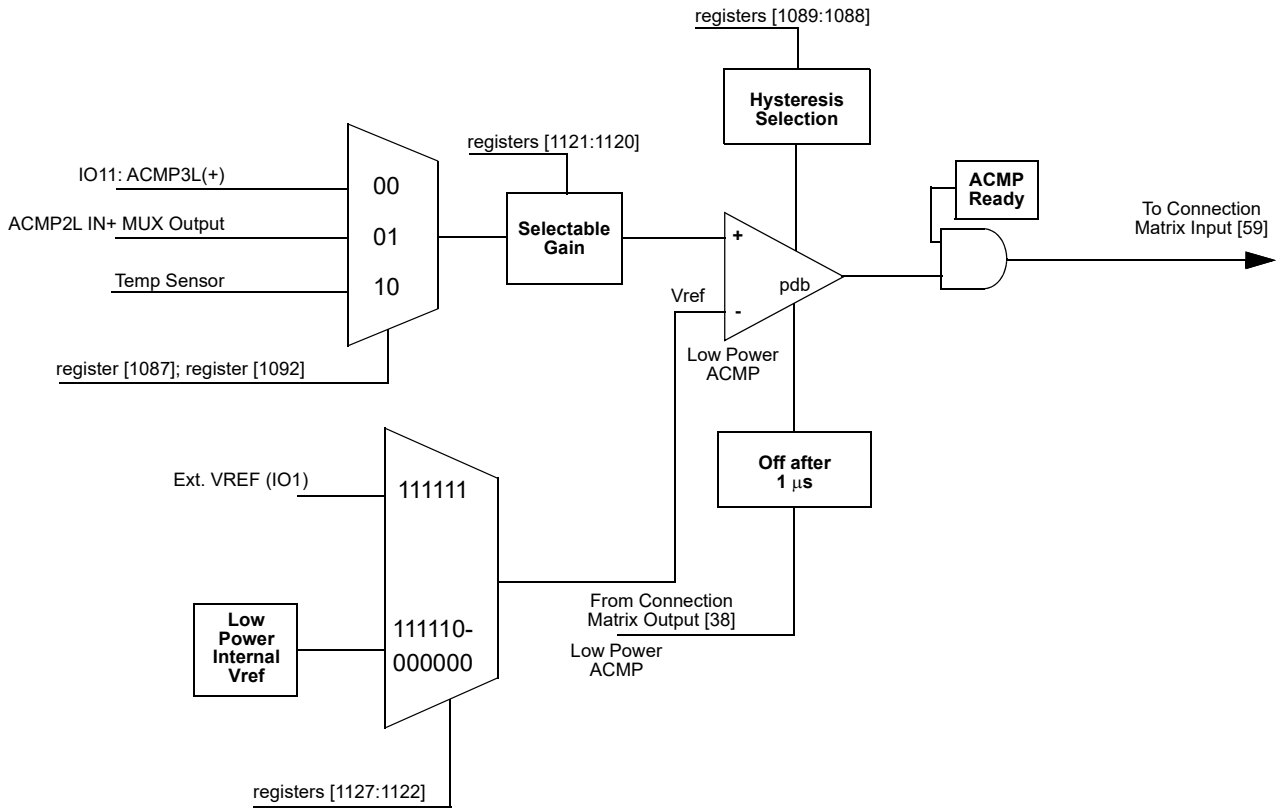 registers [1089:1088]
Hysteresis
Selection
registers [1121:1120]
IO11: ACMP3L(+)
00
ACMP2L IN+ MUX Output
01
Temp Sensor
10
Selectable
Gain
register [1087]; register [1092]
+
pdb
-
Vref
Low Power
ACMP
ACMP
Ready
To Connection
Matrix Input [59]
Off after
1 μs
Ext. VREF (IO1)
111111
Low
Power
Internal
Vref
111110-
000000
From Connection
Matrix Output [38]
Low Power
ACMP
registers [1127:1122]